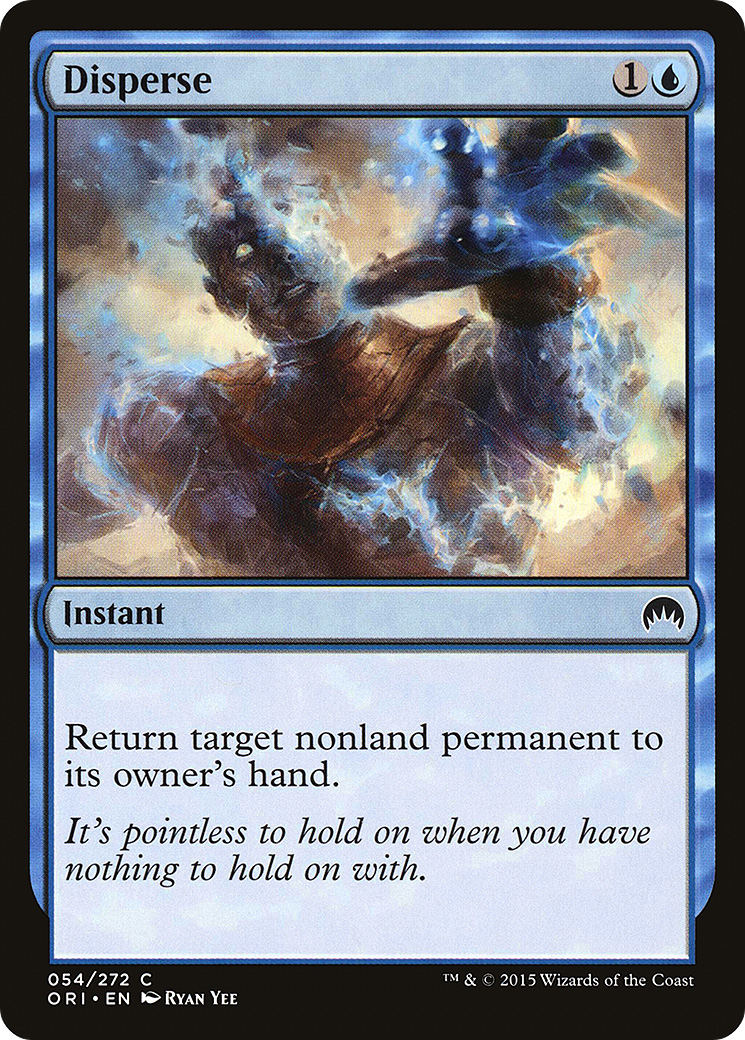 Disperse 1
Instant
Return target nonland permanent to
its owner's hand.
It's pointless to hold on when you have
nothing to hold on with.
054/272 C
ORI • EN Ryan Yee
™ & © 2015 Wizards of the Coast